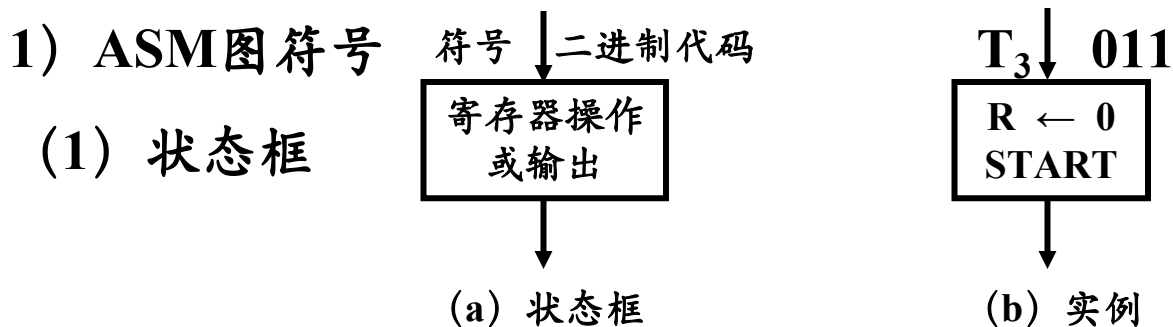 1）ASM图符号
（1）状态框
符号 二进制代码
寄存器操作
或输出
（a）状态框
T₃ 011
R ← 0
START
（b）实例